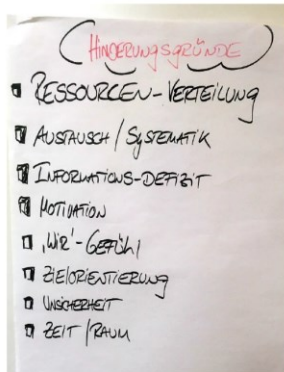 HINDERUNGSGRÜNDE
RESSOURCEN-VERTEILUNG
AUSTAUSCH / SYSTEMATIK
INFORMATIONS-DEFIZIT
MOTIVATION
'WIR'-GEFÜHL
ZIELORIENTIERUNG
UNSICHERHEIT
ZEIT / RAUM